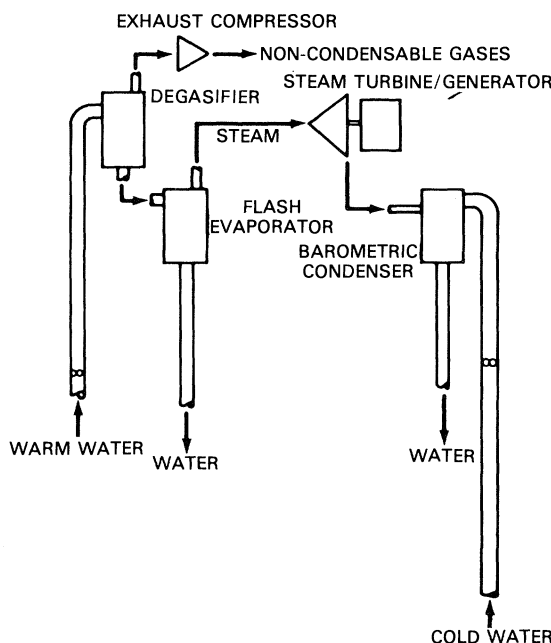 EXHAUST COMPRESSOR
NON-CONDENSABLE GASES
STEAM TURBINE/GENERATOR
DEGASIFIER
STEAM
FLASH
EVAPORATOR
BAROMETRIC
CONDENSER
WARM WATER
WATER
WATER
COLD WATER